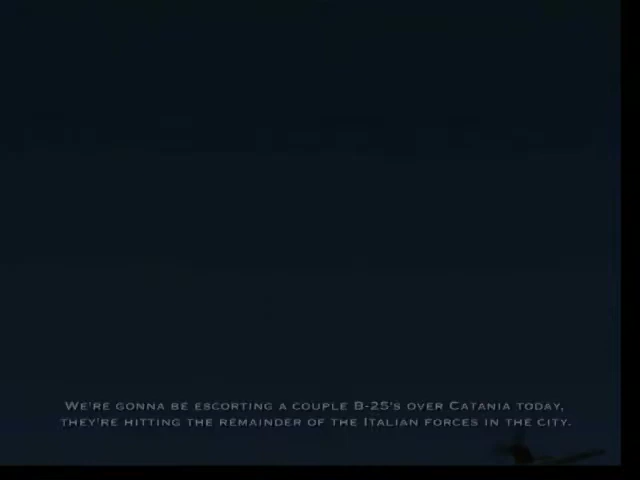 We're gonna be escorting a couple B-25's over Catania today,
they're hitting the remainder of the Italian forces in the city.